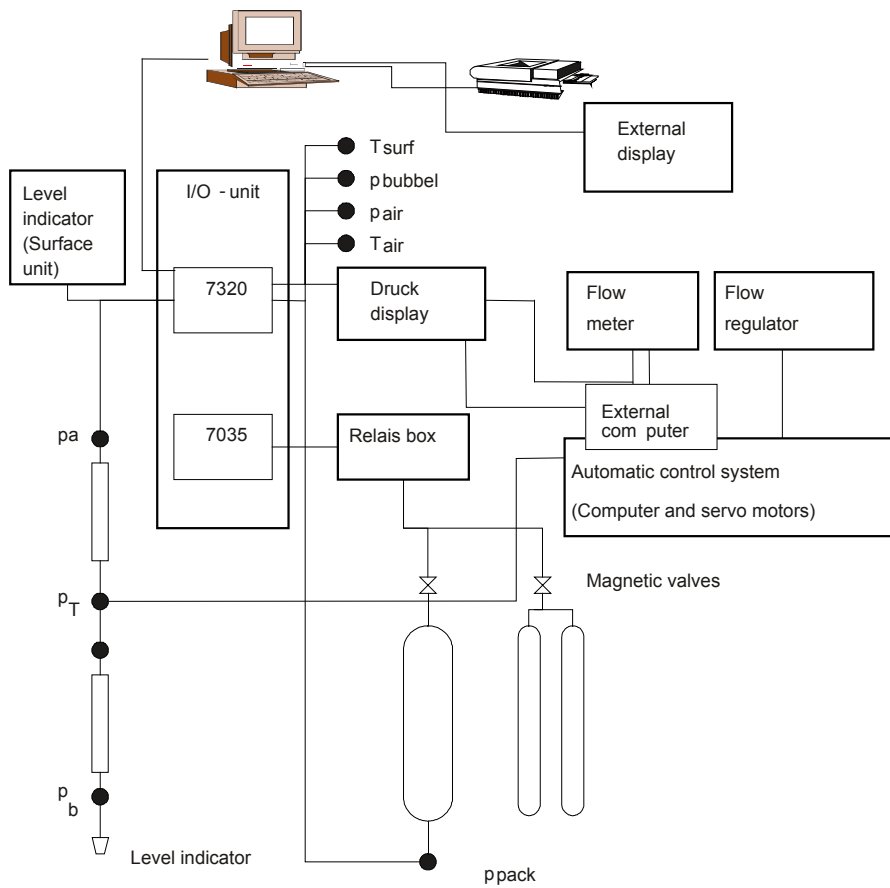 External
display
T surf
p bubbel
p air
T air
Level
indicator
(Surface
unit)
I/O - unit
7320
Druck
display
Flow
meter
Flow
regulator
pa
7035
Relais box
External
com puter
Automatic control system
(Computer and servo motors)
Magnetic valves
p T
p b
Level indicator
p pack